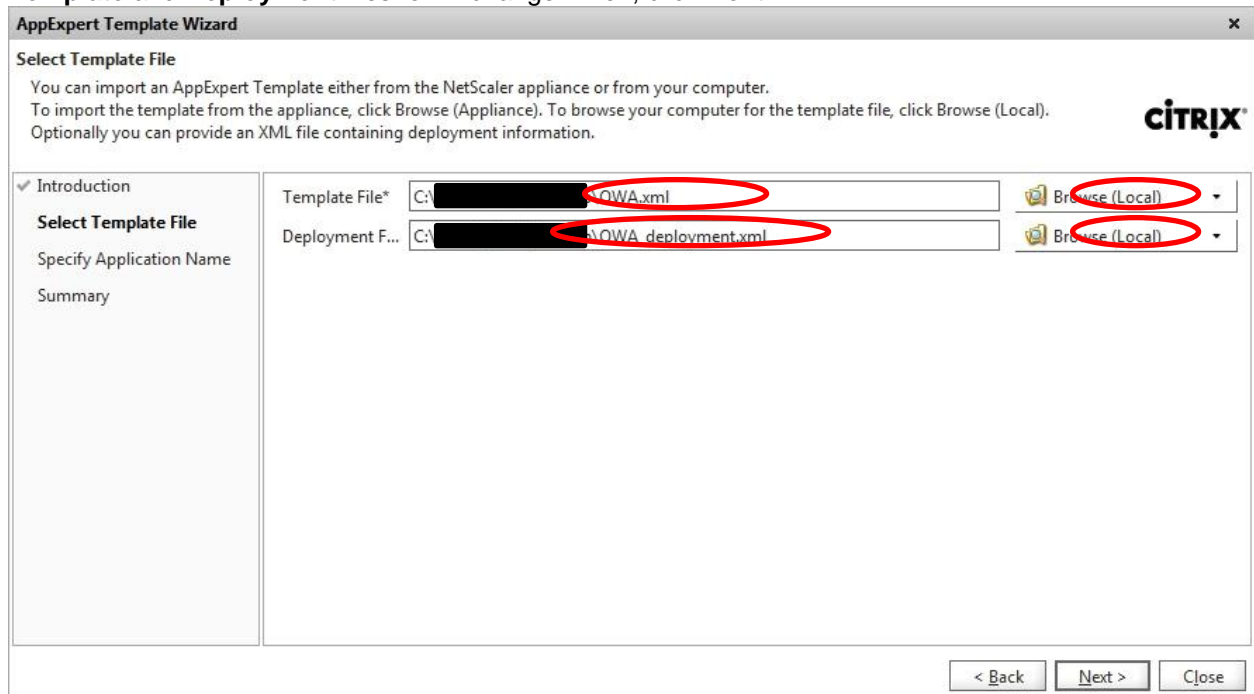 AppExpert Template Wizard x
Select Template File
You can import an AppExpert Template either from the NetScaler appliance or from your computer.
To import the template from the appliance, click Browse (Appliance). To browse your computer for the template file, click Browse (Local).
Optionally you can provide an XML file containing deployment information.
CITRIX
Introduction
Select Template File
Specify Application Name
Summary
Template File* C:\ \OWA.xml Browse (Local)
Deployment F... C:\ \OWA_deployment.xml Browse (Local)
< Back Next > Close